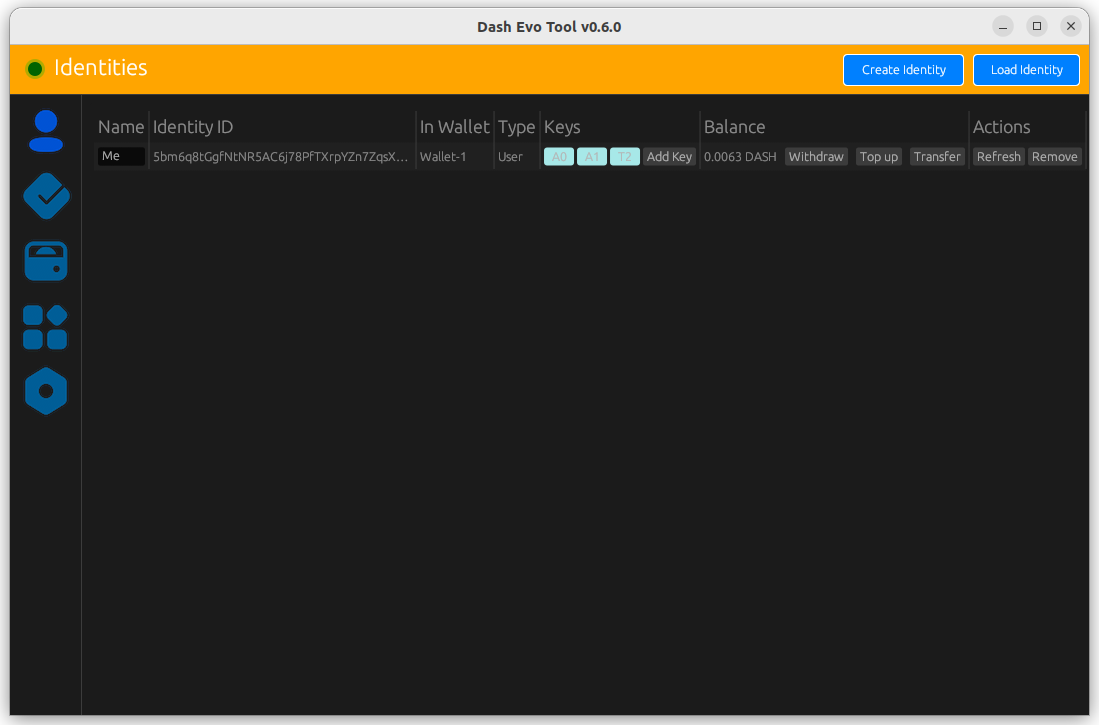 Dash Evo Tool v0.6.0
Identities Create Identity Load Identity
Name Identity ID In Wallet Type Keys Balance Actions
Me 5bm6q8tGgfNtNR5AC6j78PfTXrpYZn7ZqsX... Wallet-1 User A0 A1 T2 Add Key 0.0063 DASH Withdraw Top up Transfer Refresh Remove